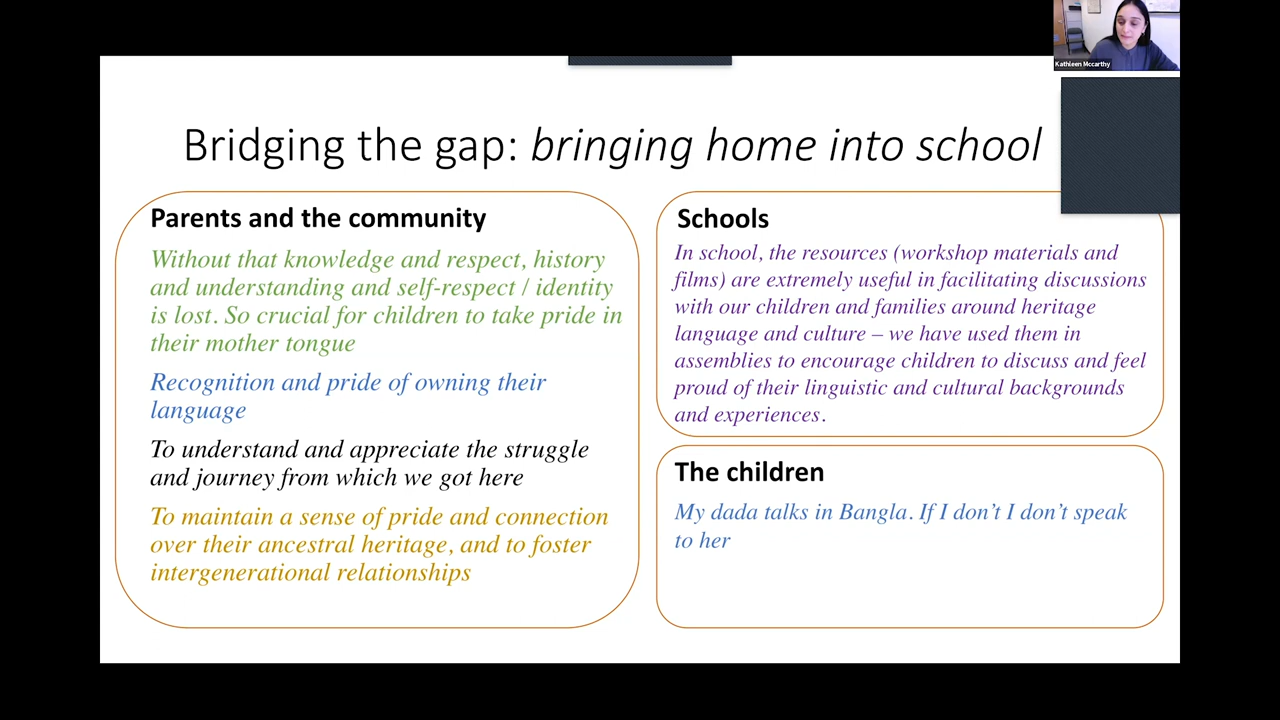 Kathleen Mccarthy
Bridging the gap: bringing home into school
Parents and the community
Without that knowledge and respect, history
and understanding and self-respect / identity
is lost. So crucial for children to take pride in
their mother tongue
Recognition and pride of owning their
language
To understand and appreciate the struggle
and journey from which we got here
To maintain a sense of pride and connection
over their ancestral heritage, and to foster
intergenerational relationships
Schools
In school, the resources (workshop materials and
films) are extremely useful in facilitating discussions
with our children and families around heritage
language and culture – we have used them in
assemblies to encourage children to discuss and feel
proud of their linguistic and cultural backgrounds
and experiences.
The children
My dada talks in Bangla. If I don’t I don’t speak
to her